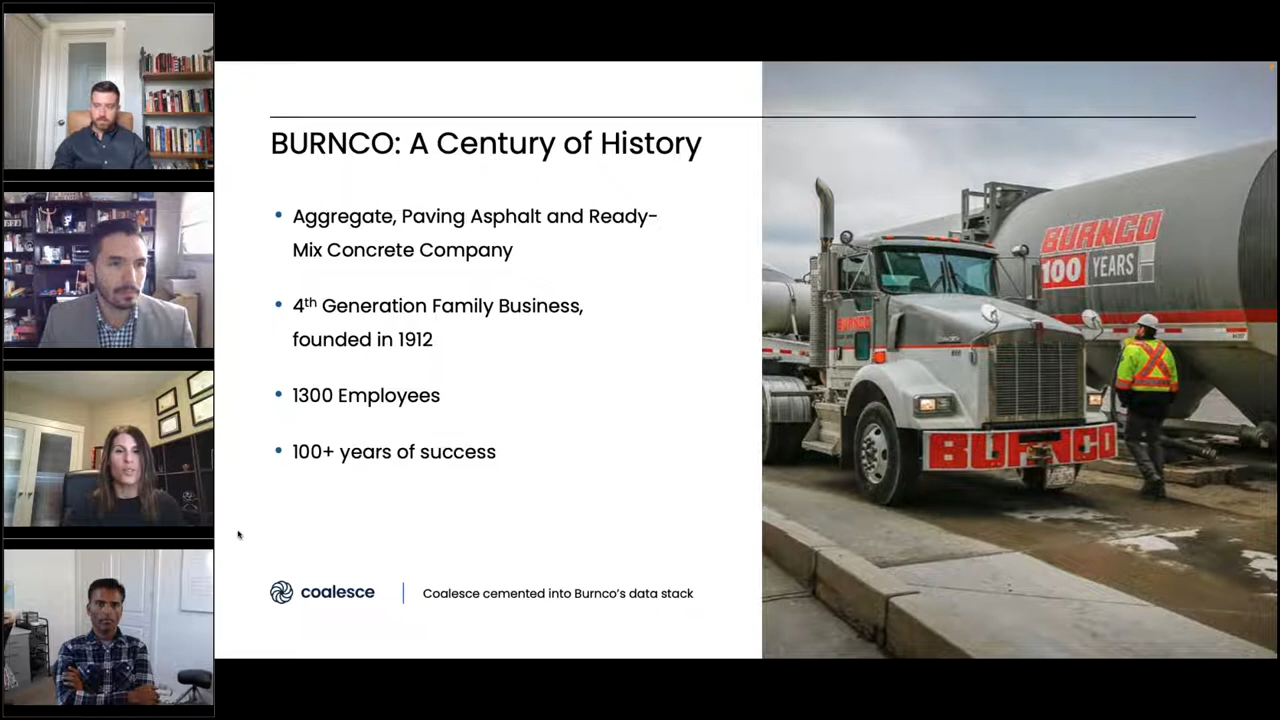 BURNCO: A Century of History
• Aggregate, Paving Asphalt and Ready-
Mix Concrete Company
• 4th Generation Family Business,
founded in 1912
• 1300 Employees
• 100+ years of success
coalesce
Coalesce cemented into Burnco's data stack
BURNCO
100 YEARS
BURNCO
BURNCO